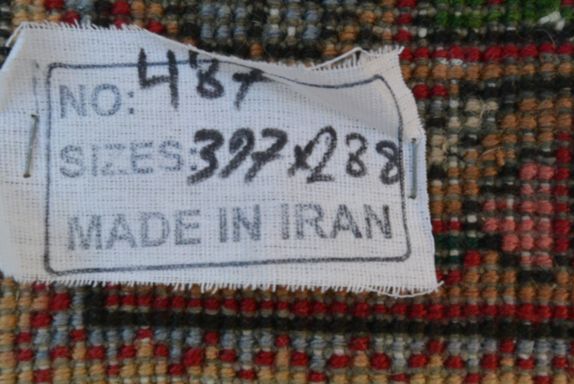 NO: 487
SIZES: 397x288
MADE IN IRAN